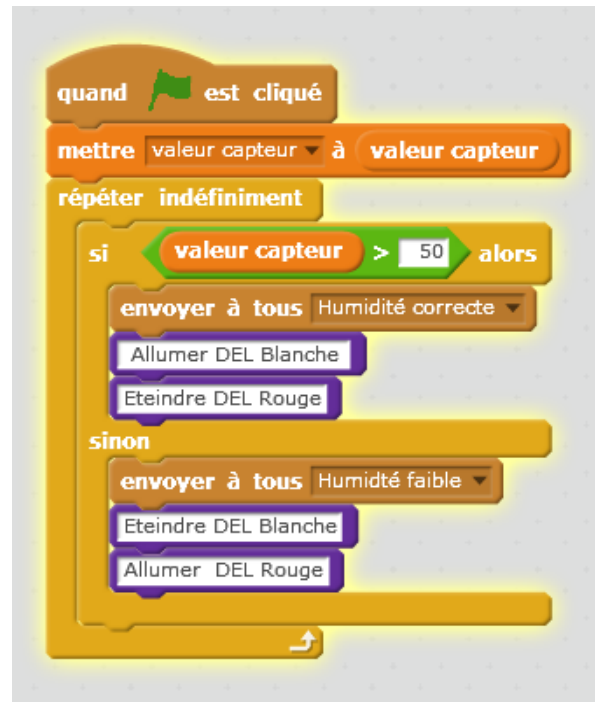 quand est cliqué
mettre valeur capteur à valeur capteur
répéter indéfiniment
si valeur capteur > 50 alors
envoyer à tous Humidité correcte
Allumer DEL Blanche
Eteindre DEL Rouge
sinon
envoyer à tous Humidté faible
Eteindre DEL Blanche
Allumer DEL Rouge